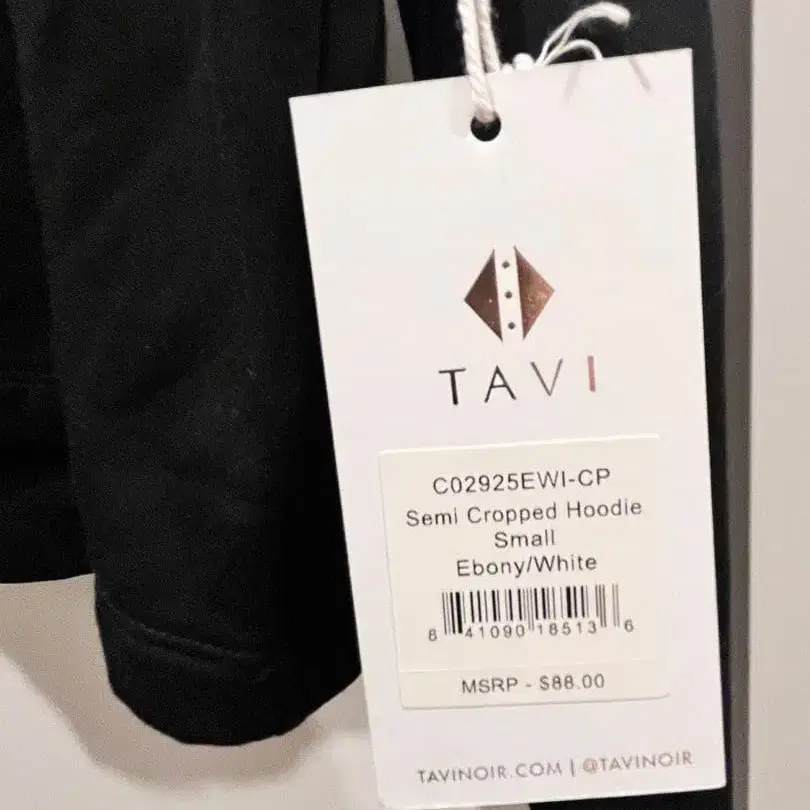 TAVI
C02925EWI-CP
Semi Cropped Hoodie
Small
Ebony/White
8 41090 18513 6
MSRP - $88.00
TAVINOIR.COM | @TAVINOIR